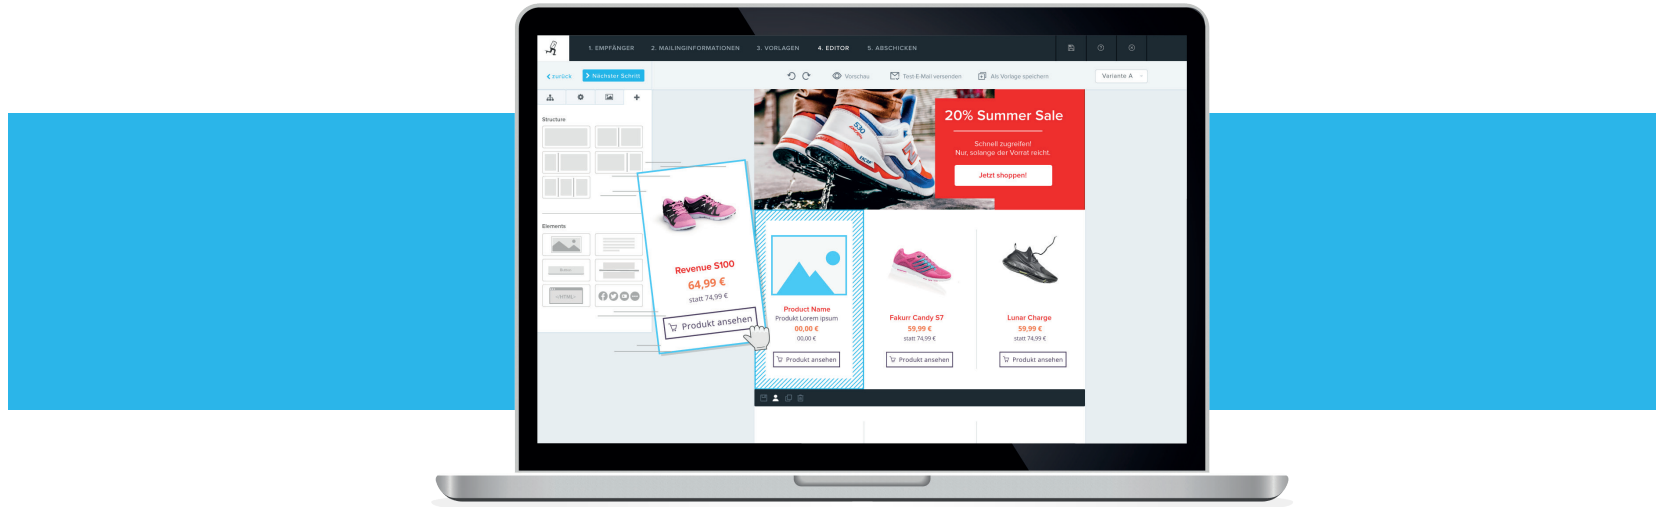 1. EMPFÄNGER 2. MAILINGINFORMATIONEN 3. VORLAGEN 4. EDITOR 5. ABSCHICKEN
zurück Nächster Schritt Vorschau Test-E-Mail versenden Als Vorlage speichern Variante A
Structure
20% Summer Sale
Schnell zugreifen!
Nur, solange der Vorrat reicht.
Jetzt shoppen!
Elements
Button
<HTML>
Revenue S100
64,99 €
statt 74,99 €
Produkt ansehen
Product Name
Produkt Lorem ipsum
00,00 €
00,00 €
Produkt ansehen
Fakurr Candy S7
59,99 €
statt 74,99 €
Produkt ansehen
Lunar Charge
59,99 €
statt 74,99 €
Produkt ansehen